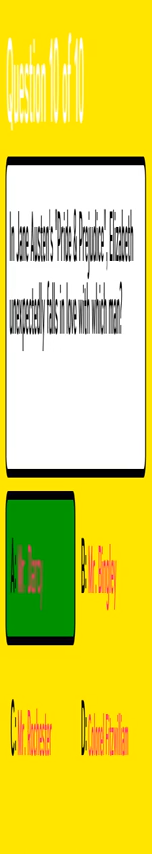 Question 10 of 10
In Jane Austen's "Pride & Prejudice", Elizabeth
unexpectedly falls in love with which man?
A: Mr. Darcy
B: Mr. Bingley
C: Mr. Rochester
D: Colonel Fitzwilliam